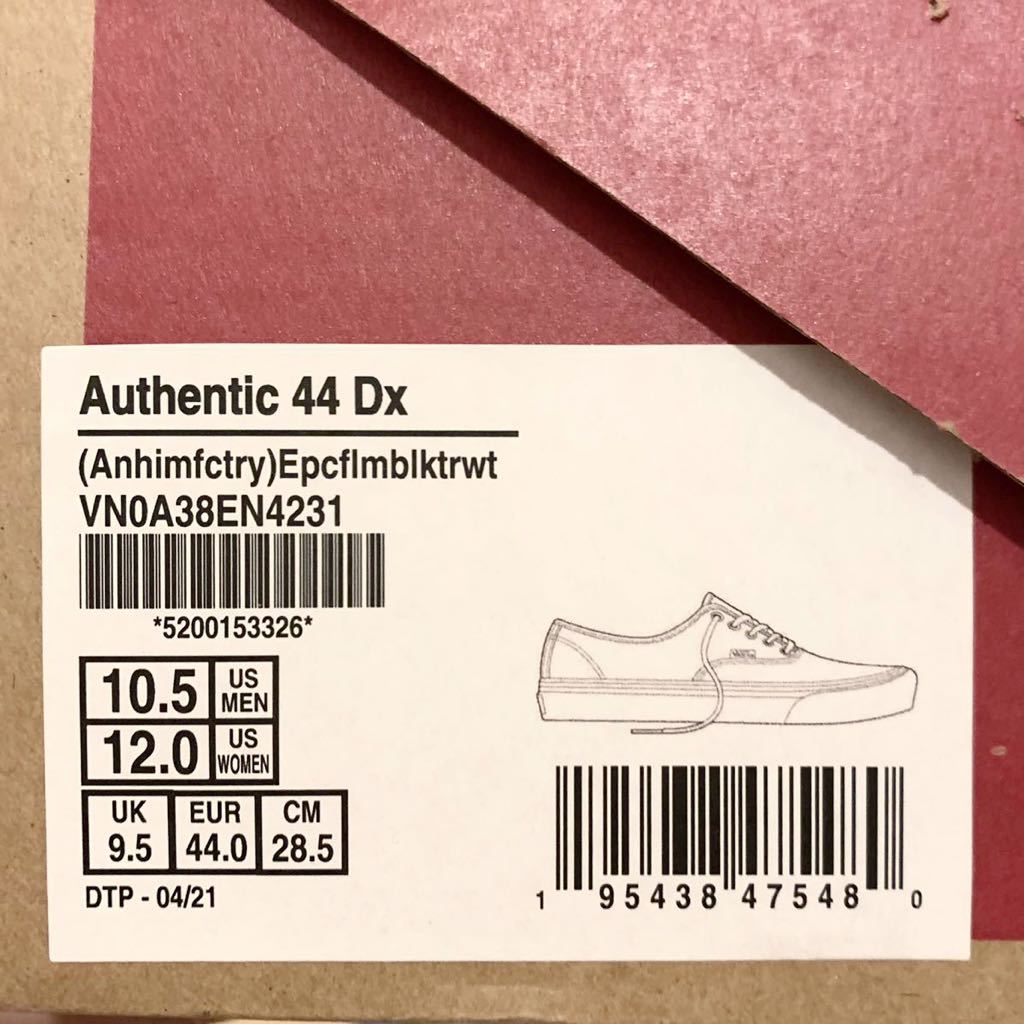 Authentic 44 Dx
(Anhimfctry)Epcflmblktrwt
VN0A38EN4231
*5200153326*
10.5 US MEN
12.0 US WOMEN
UK EUR CM
9.5 44.0 28.5
DTP - 04/21
1 95438 47548 0